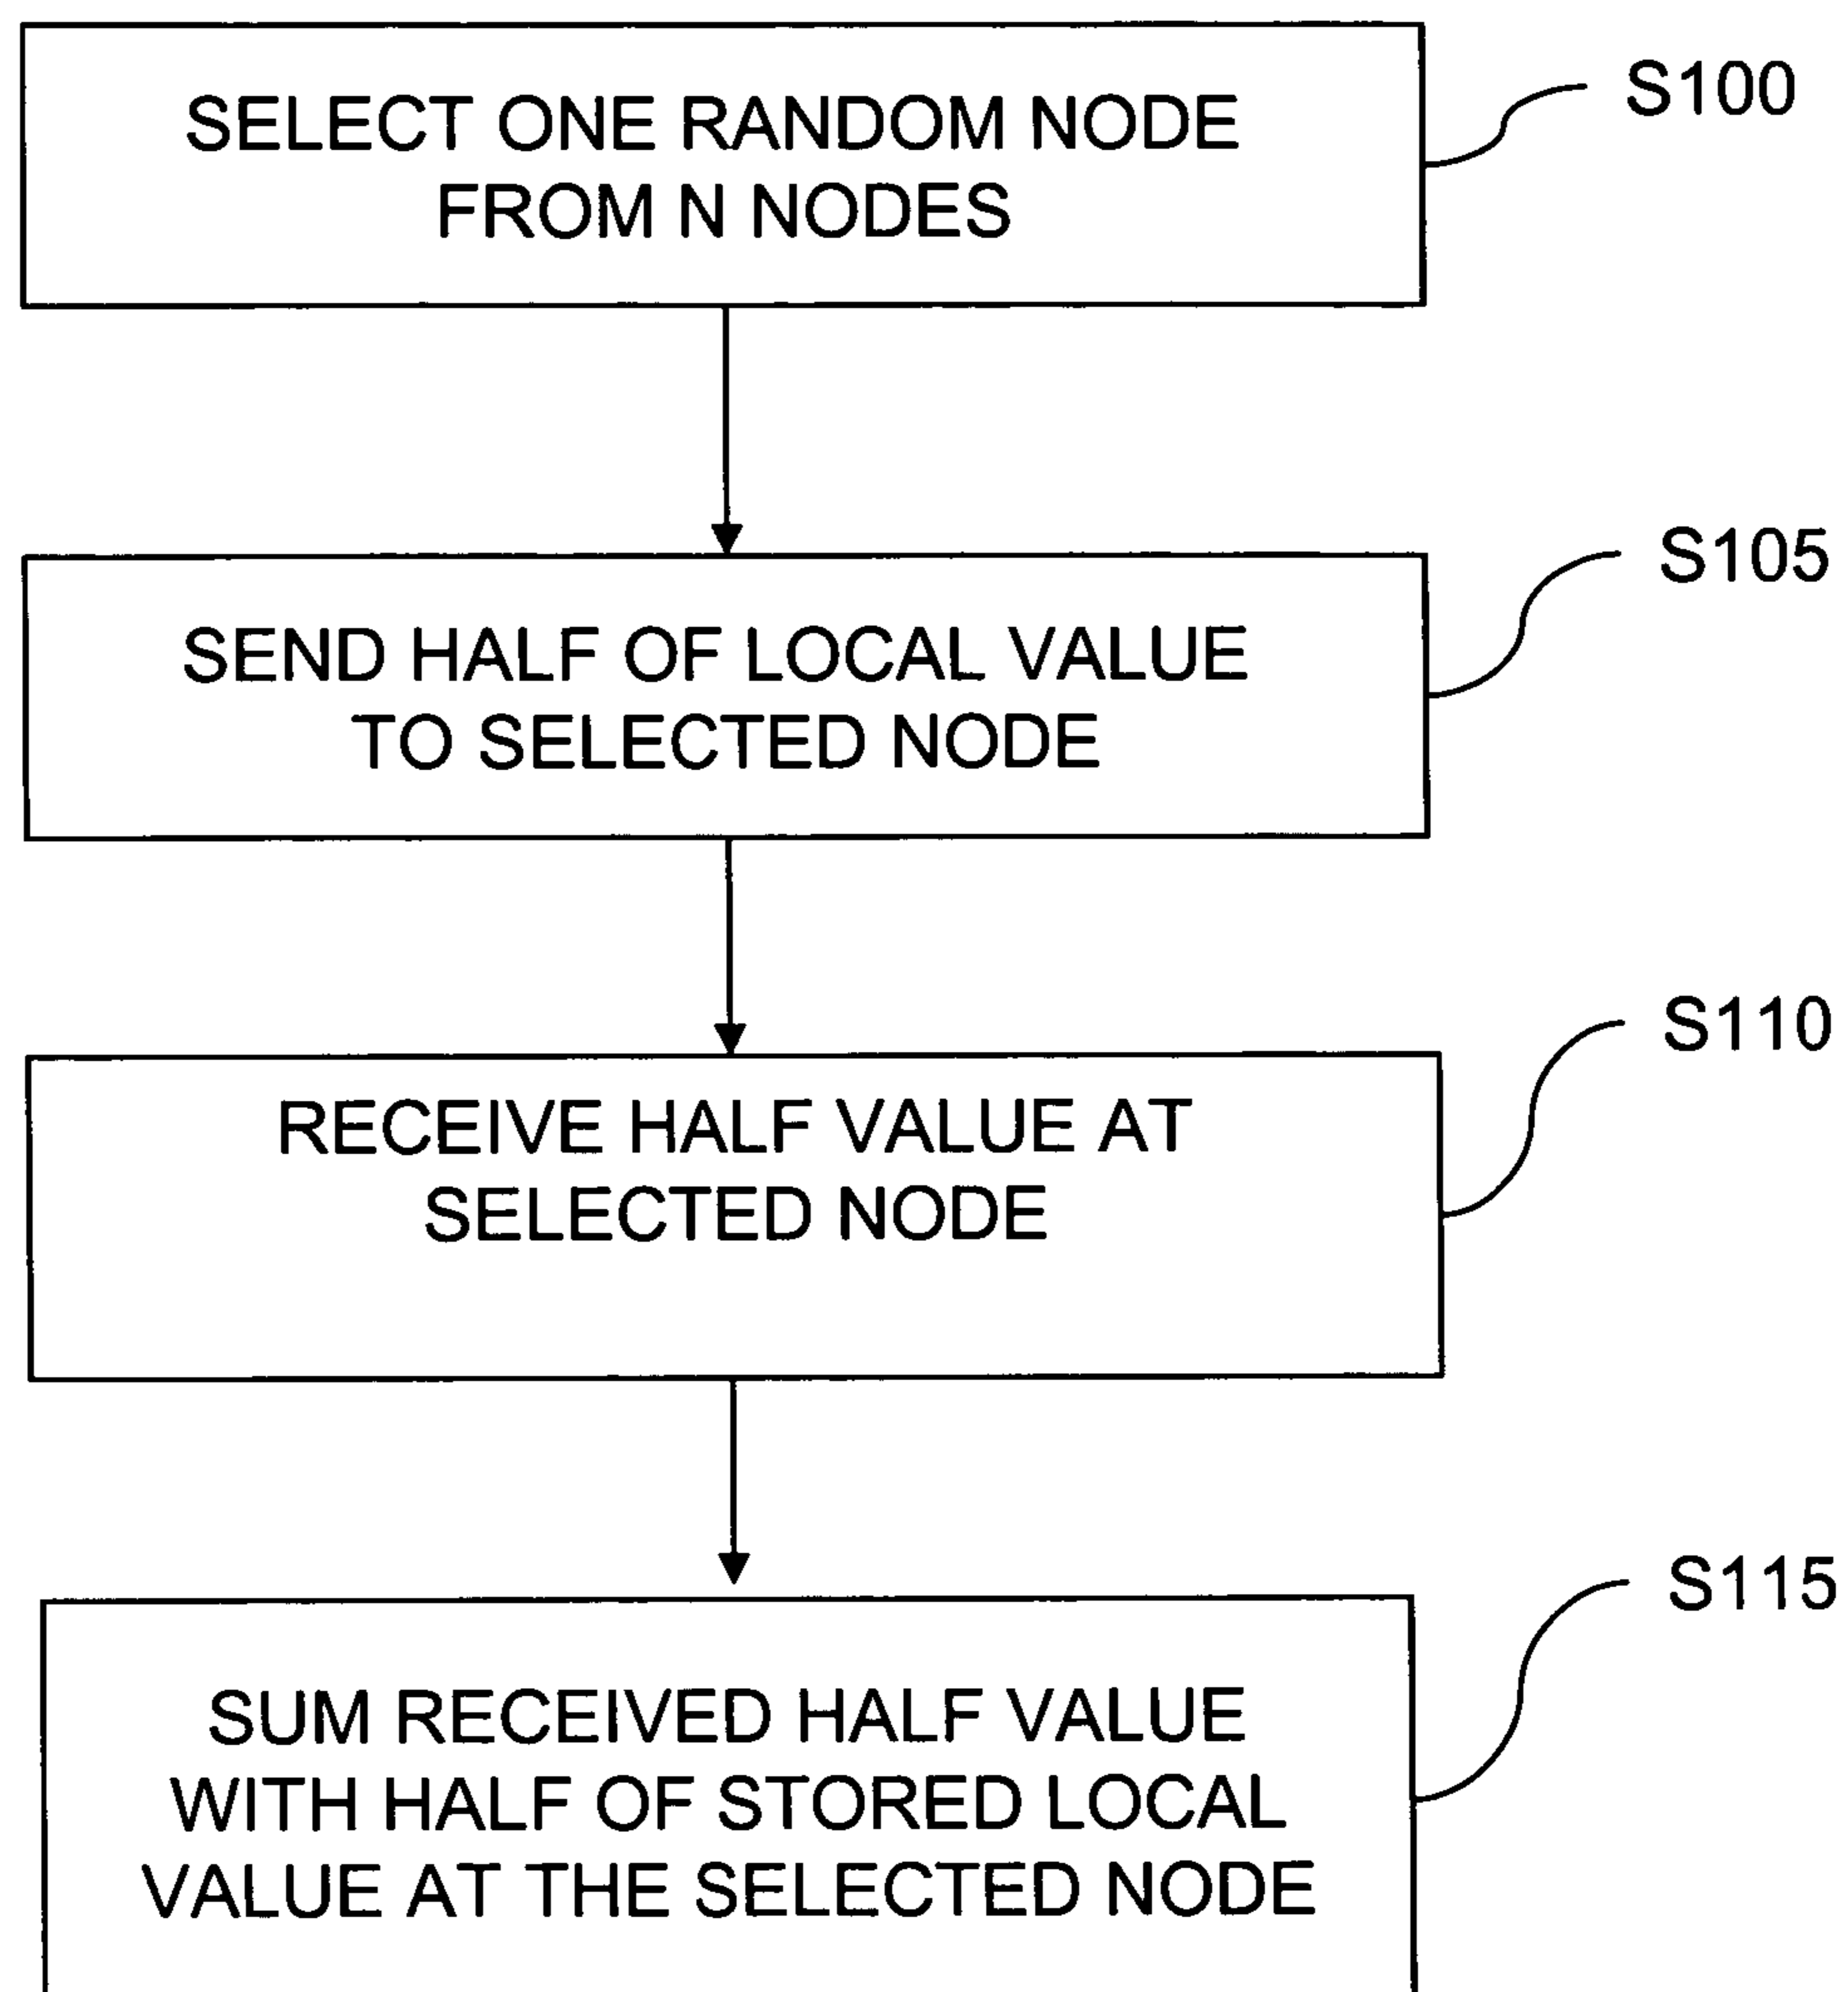 SELECT ONE RANDOM NODE
FROM N NODES
S100
SEND HALF OF LOCAL VALUE
TO SELECTED NODE
S105
RECEIVE HALF VALUE AT
SELECTED NODE
S110
SUM RECEIVED HALF VALUE
WITH HALF OF STORED LOCAL
VALUE AT THE SELECTED NODE
S115